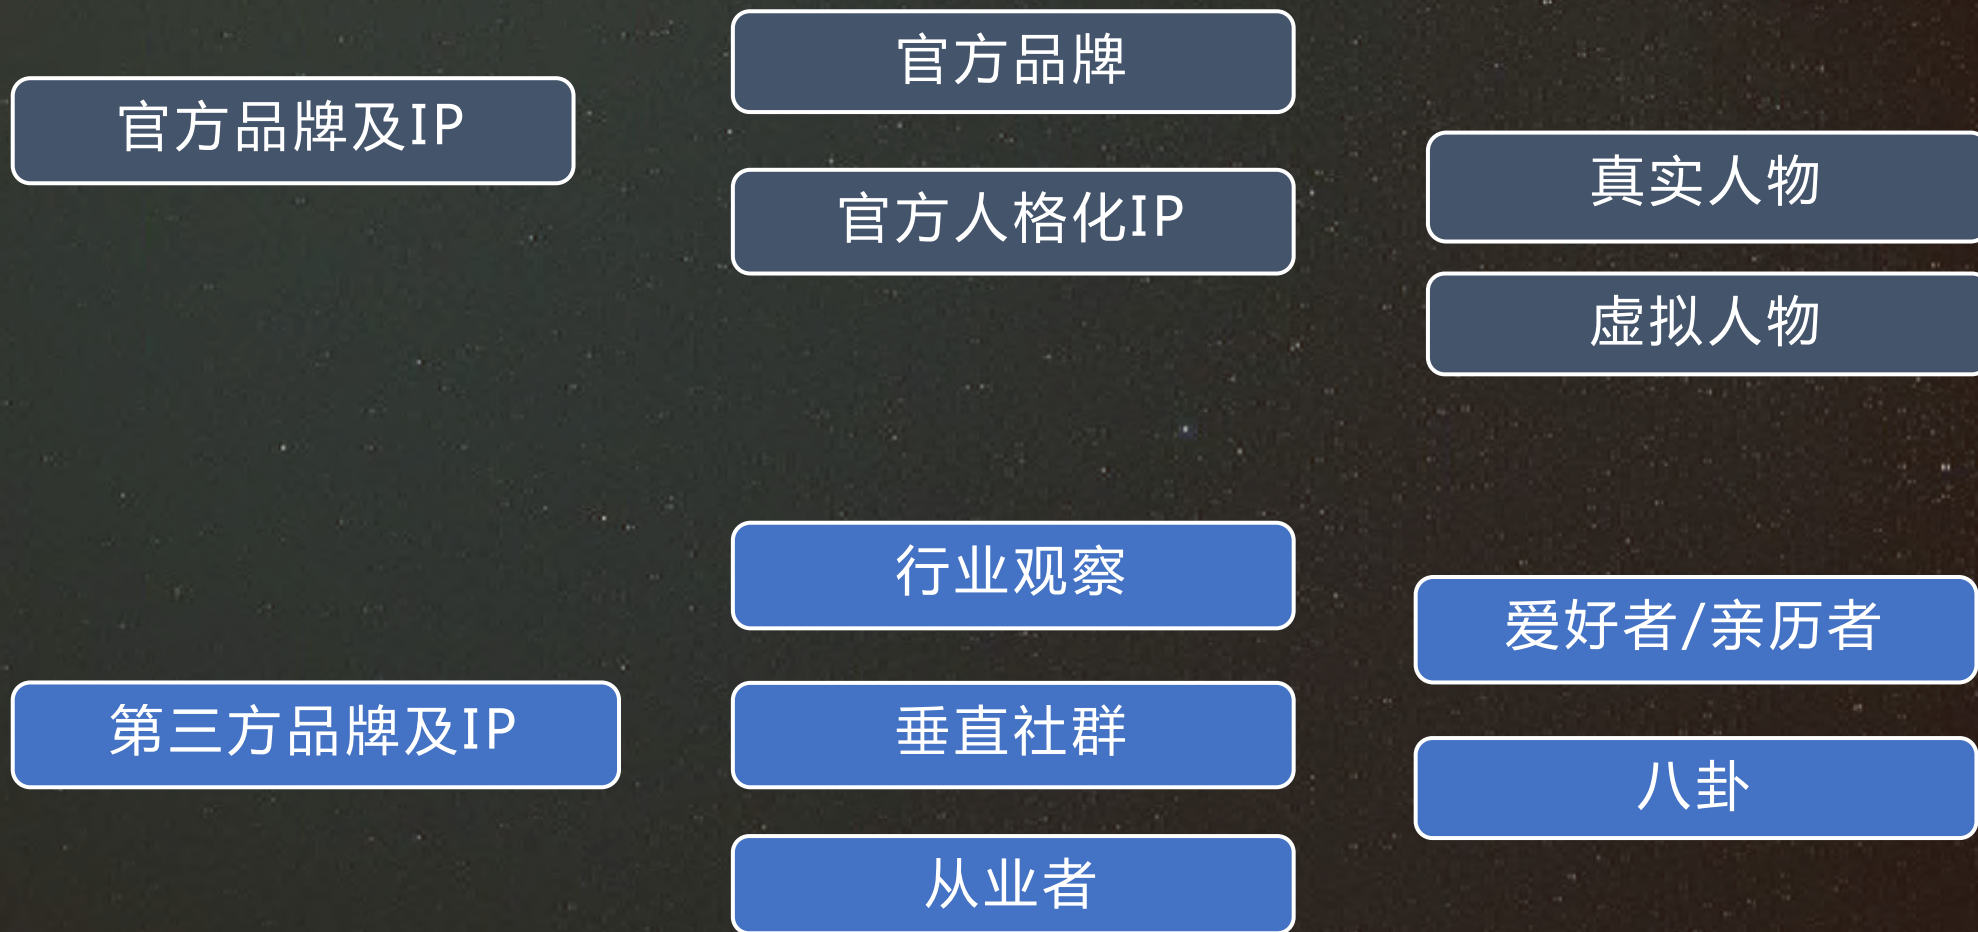 官方品牌及IP
官方品牌
官方人格化IP
真实人物
虚拟人物
第三方品牌及IP
行业观察
垂直社群
从业者
爱好者/亲历者
八卦